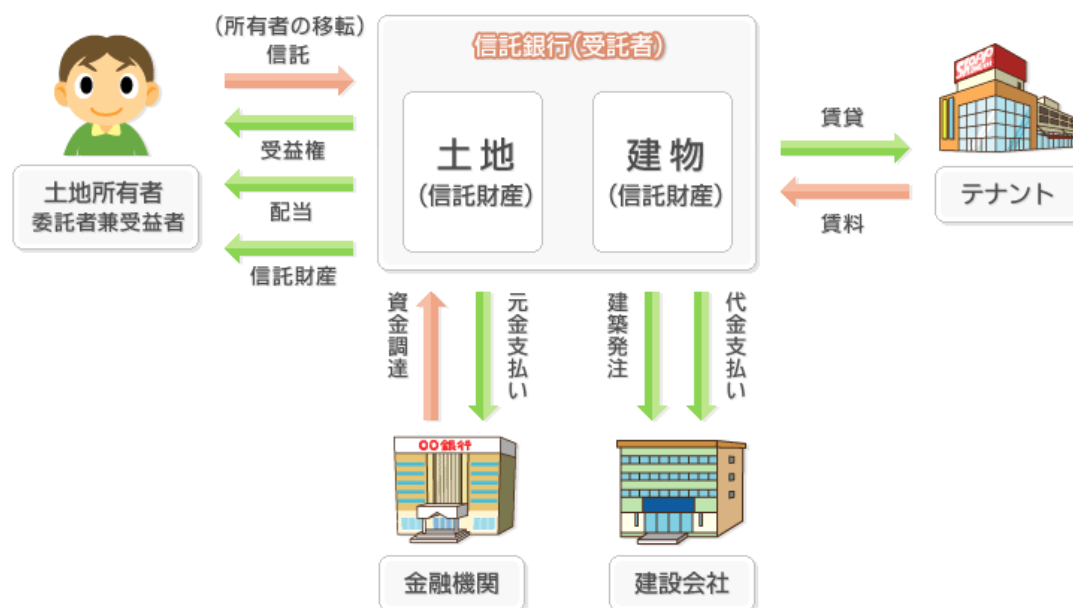 (所有者の移転)
信託
受益権
配当
信託財産
土地所有者
委託者兼受益者
信託銀行(受託者)
土地
(信託財産)
建物
(信託財産)
賃貸
賃料
テナント
資金調達
元金支払い
建築発注
代金支払い
〇〇銀行
金融機関
建設会社